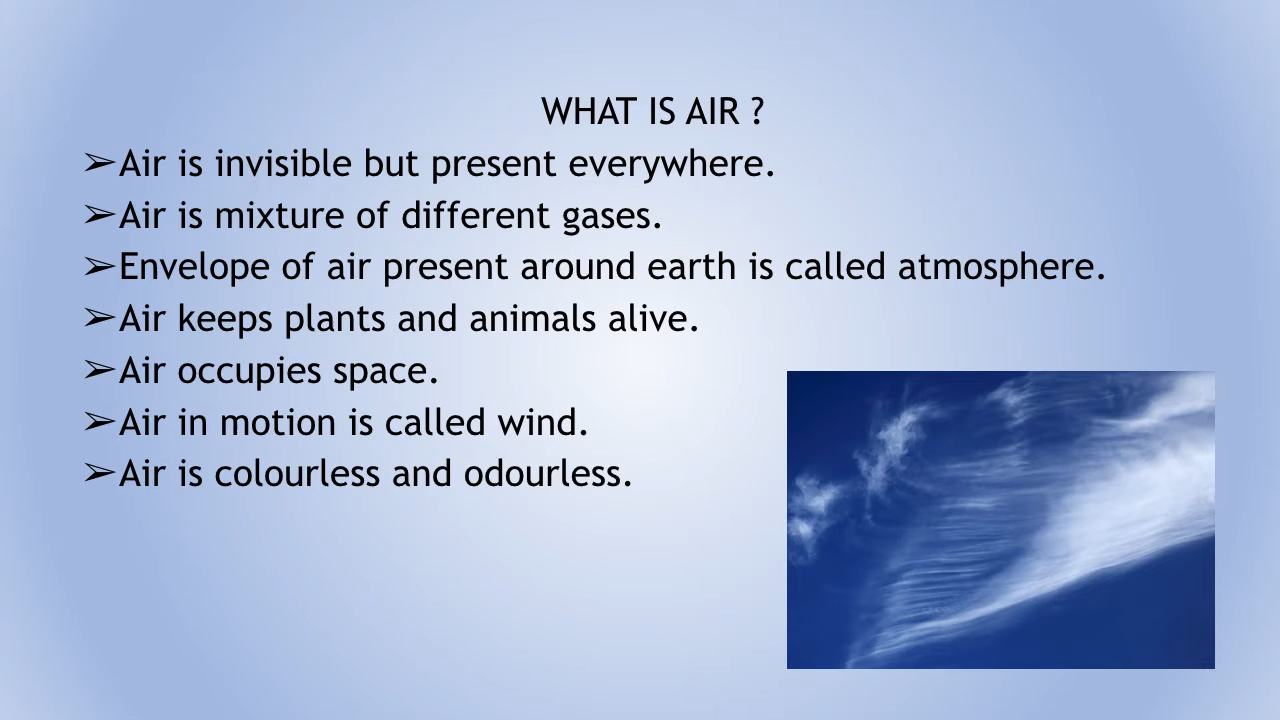 WHAT IS AIR ?
➢Air is invisible but present everywhere.
➢Air is mixture of different gases.
➢Envelope of air present around earth is called atmosphere.
➢Air keeps plants and animals alive.
➢Air occupies space.
➢Air in motion is called wind.
➢Air is colourless and odourless.